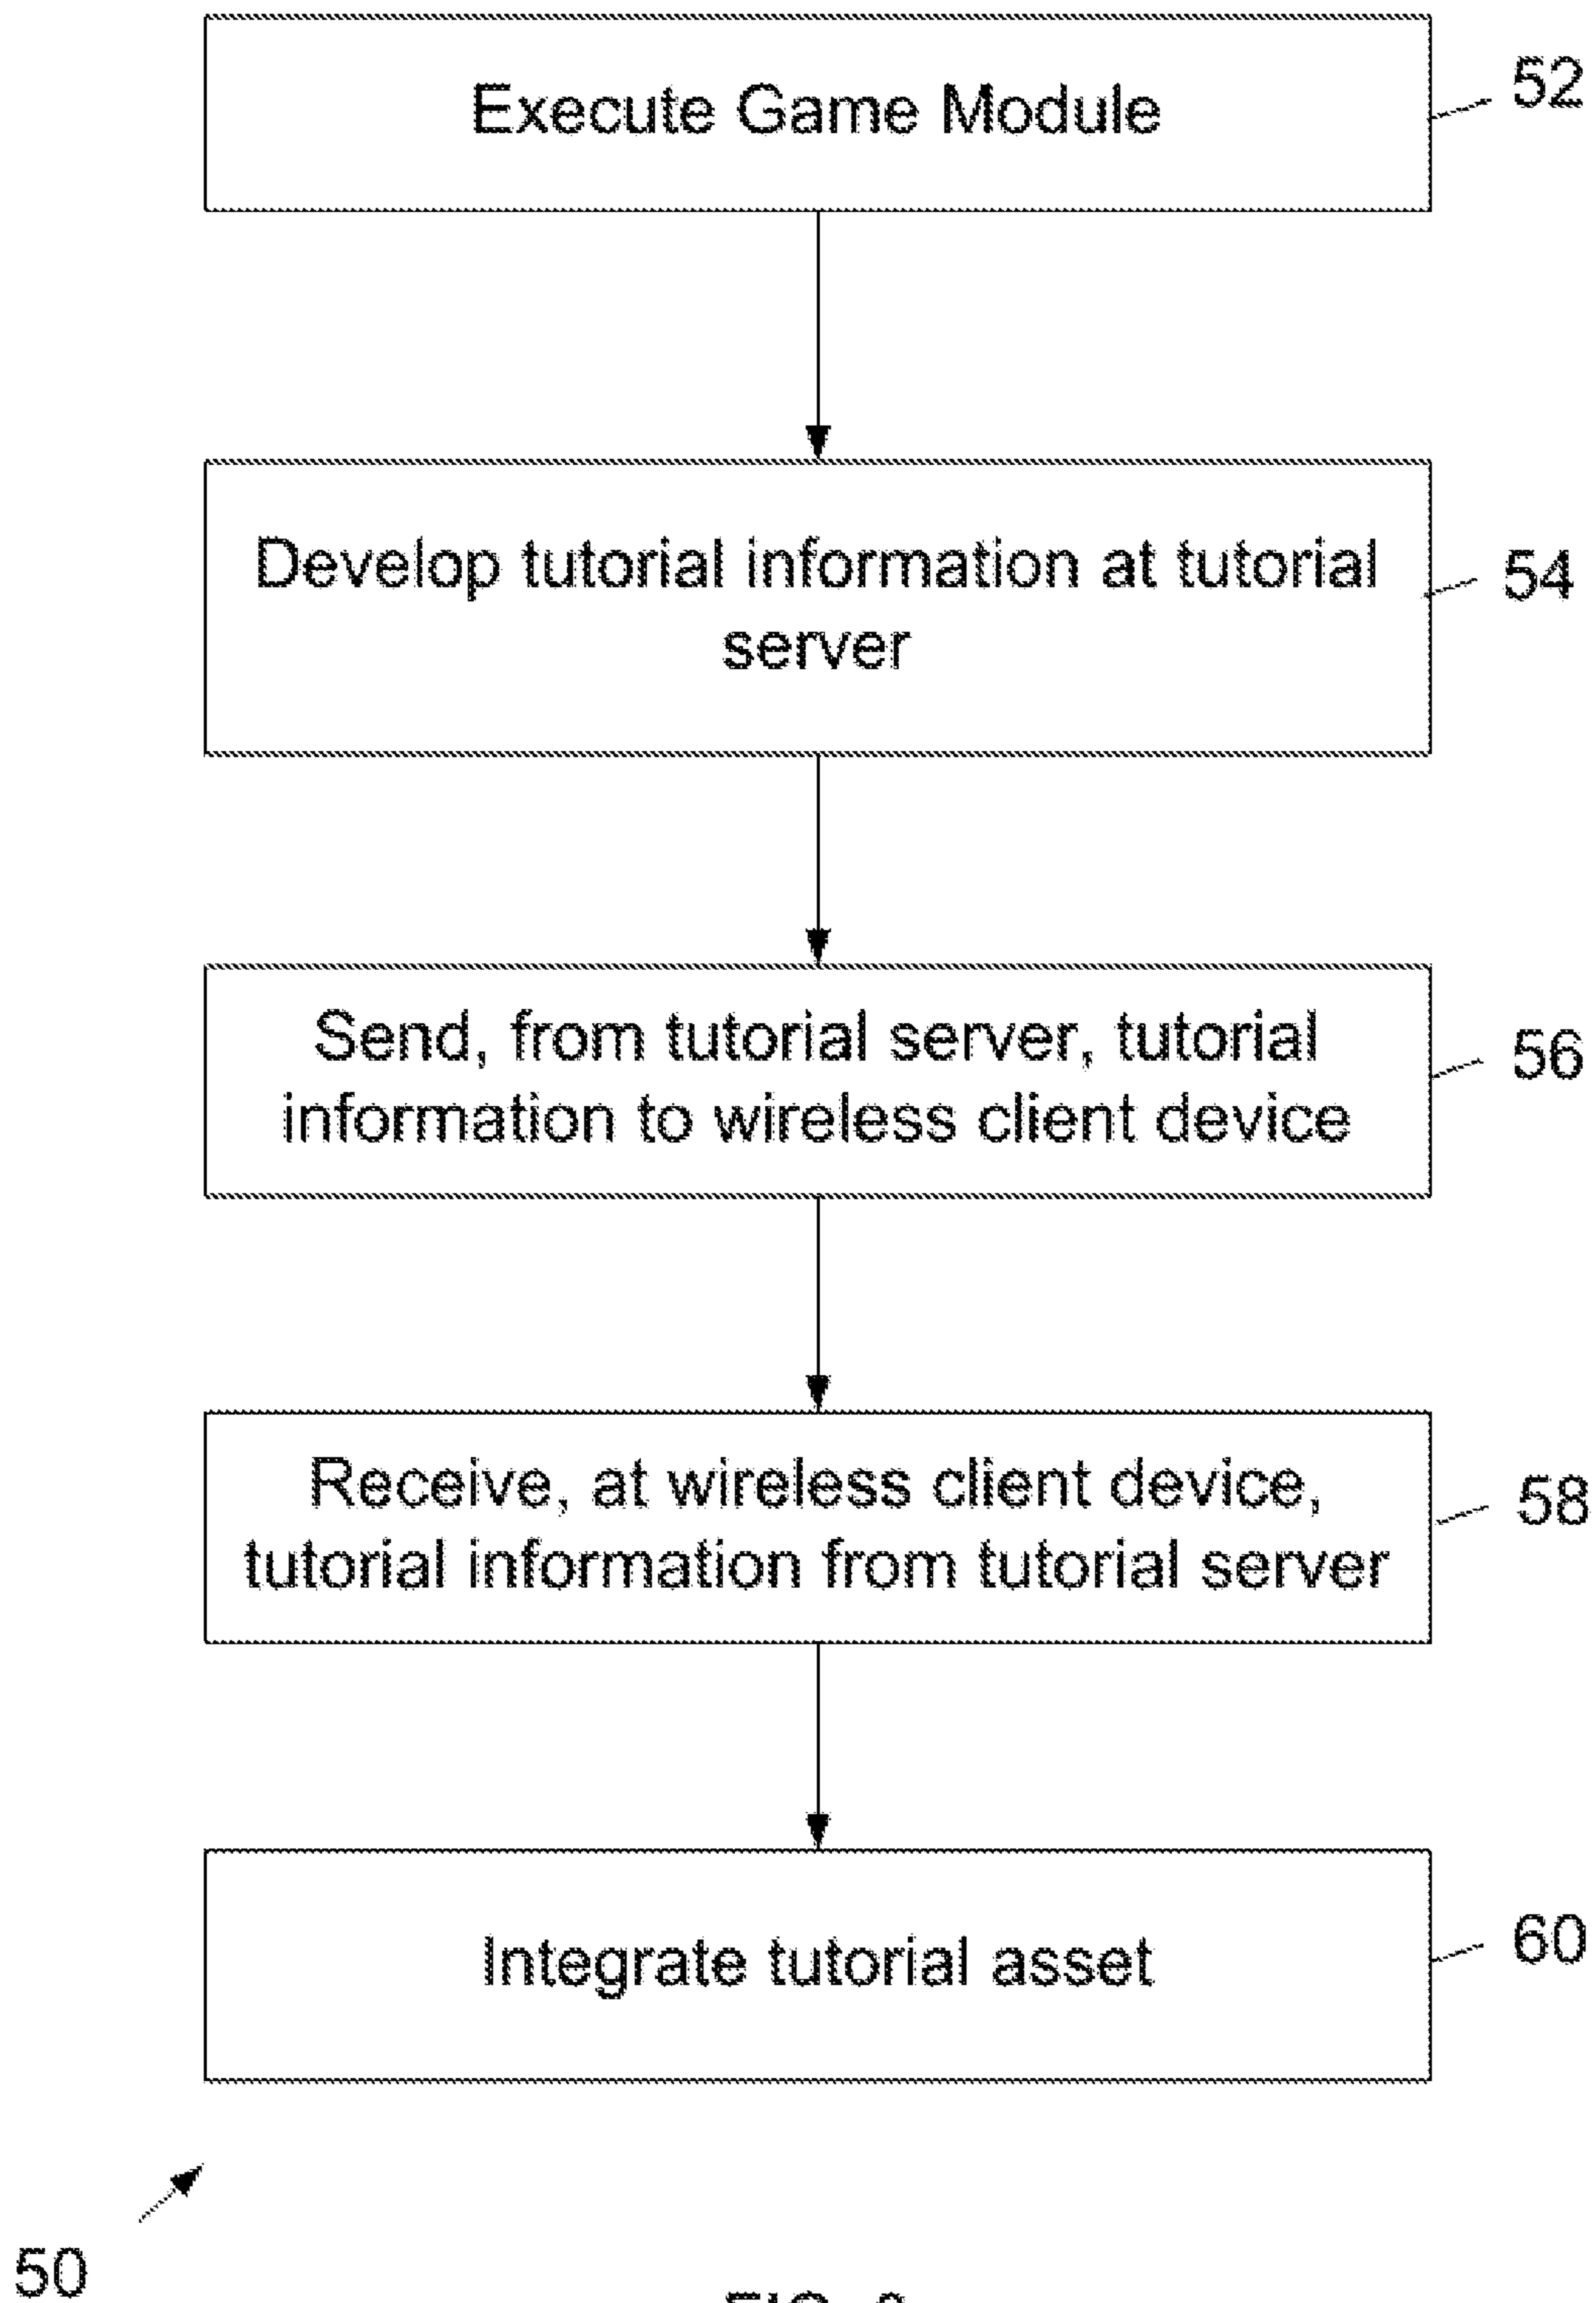 Execute Game Module
52
Develop tutorial information at tutorial
server
54
Send, from tutorial server, tutorial
information to wireless client device
56
Receive, at wireless client device,
tutorial information from tutorial server
58
Integrate tutorial asset
60
50